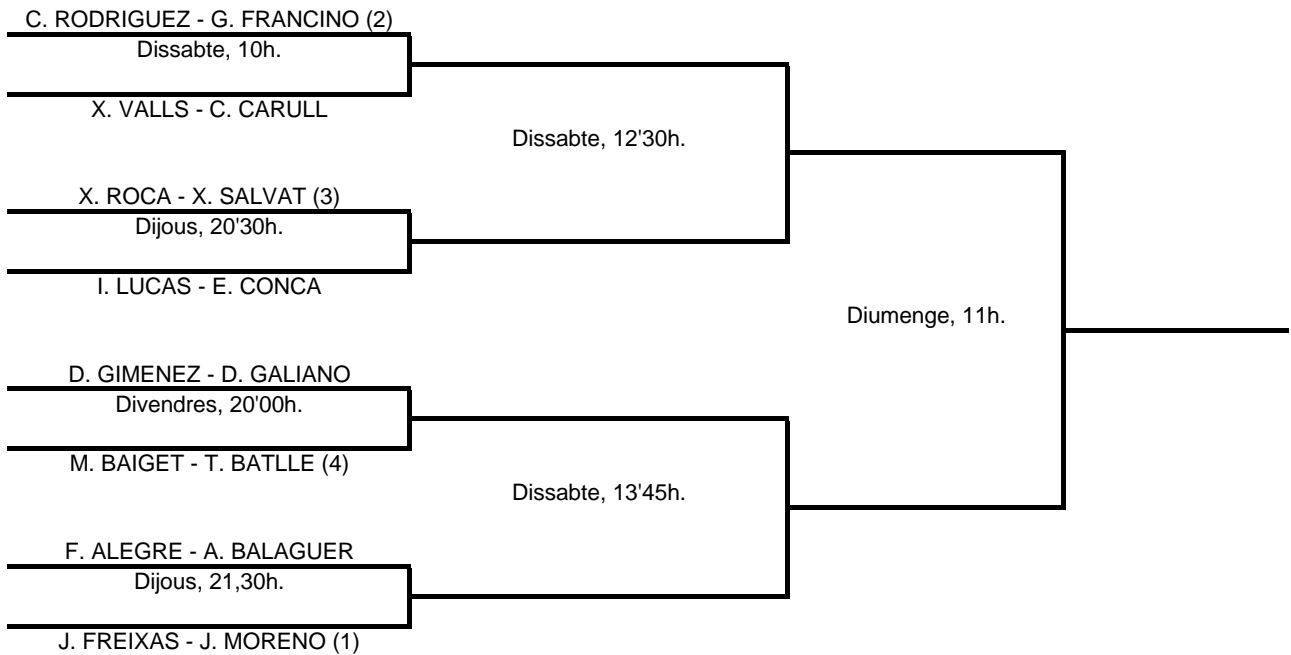 C. RODRIGUEZ - G. FRANCINO (2)
Dissabte, 10h.
X. VALLS - C. CARULL
Dissabte, 12'30h.
X. ROCA - X. SALVAT (3)
Dijous, 20'30h.
I. LUCAS - E. CONCA
Diumenge, 11h.
D. GIMENEZ - D. GALIANO
Divendres, 20'00h.
M. BAIGET - T. BATLLE (4)
Dissabte, 13'45h.
F. ALEGRE - A. BALAGUER
Dijous, 21,30h.
J. FREIXAS - J. MORENO (1)